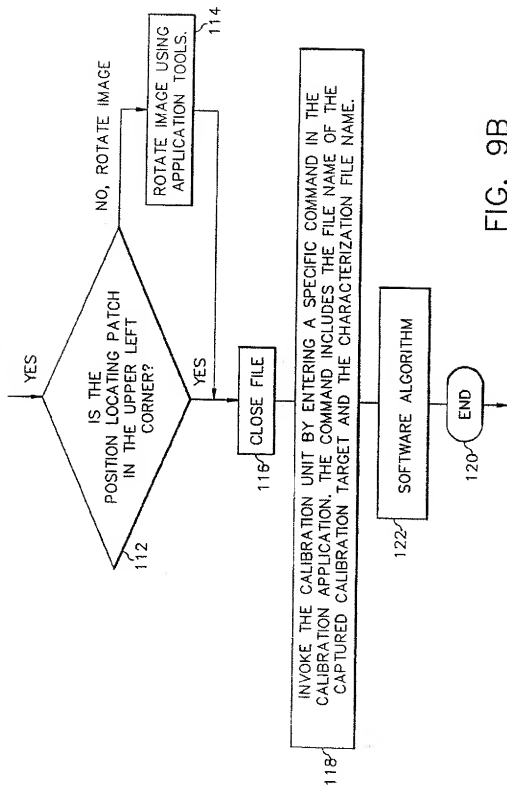 YES
IS THE
POSITION LOCATING PATCH
IN THE UPPER LEFT
CORNER?
112
NO, ROTATE IMAGE
ROTATE IMAGE USING
APPLICATION TOOLS.
114
YES
CLOSE FILE
116
INVOKE THE CALIBRATION UNIT BY ENTERING A SPECIFIC COMMAND IN THE
CALIBRATION APPLICATION. THE COMMAND INCLUDES THE FILE NAME OF THE
CAPTURED CALIBRATION TARGET AND THE CHARACTERIZATION FILE NAME.
118
SOFTWARE ALGORITHM
122
END
120
FIG. 9B